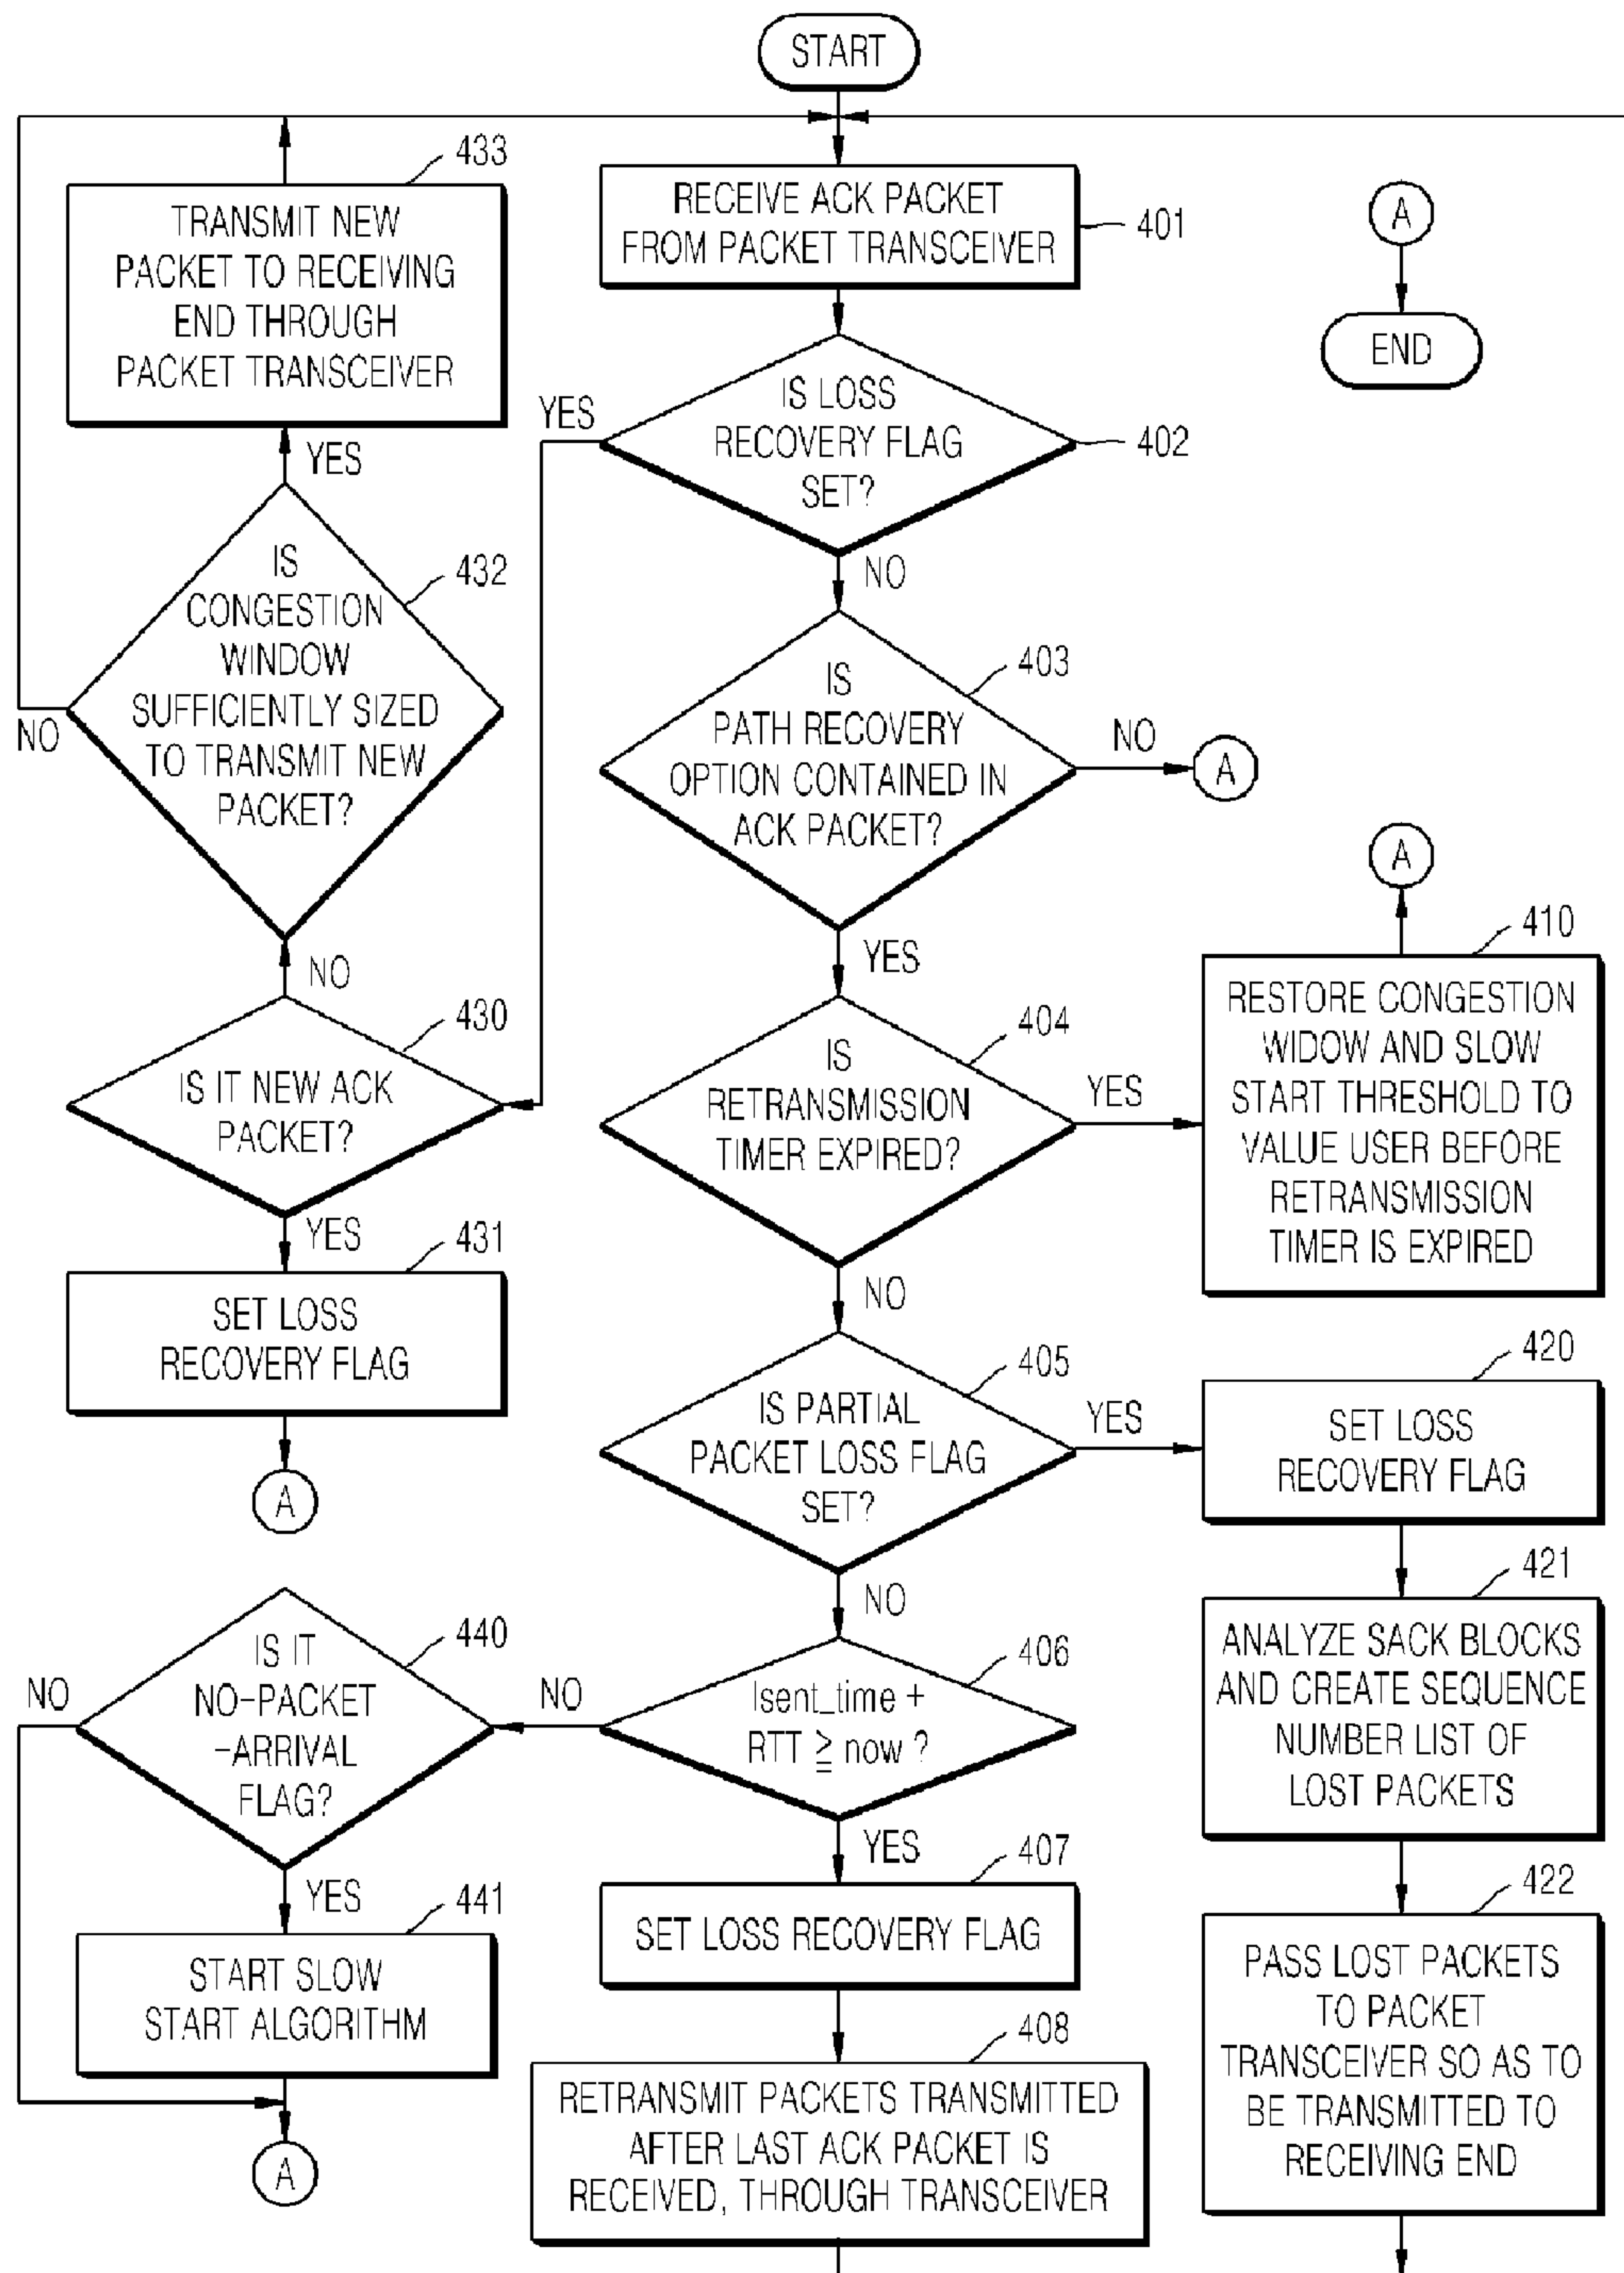 START
433
TRANSMIT NEW
PACKET TO RECEIVING
END THROUGH
PACKET TRANSCEIVER
RECEIVE ACK PACKET
FROM PACKET TRANSCEIVER
401
A
END
YES
IS LOSS
RECOVERY FLAG
SET?
402
YES
NO
IS
CONGESTION
WINDOW
SUFFICIENTLY SIZED
TO TRANSMIT NEW
PACKET?
432
NO
IS
PATH RECOVERY
OPTION CONTAINED IN
ACK PACKET?
403
NO
A
YES
A
NO
IS IT NEW ACK
PACKET?
430
IS
RETRANSMISSION
TIMER EXPIRED?
404
YES
410
RESTORE CONGESTION
WIDOW AND SLOW
START THRESHOLD TO
VALUE USER BEFORE
RETRANSMISSION
TIMER IS EXPIRED
YES
431
SET LOSS
RECOVERY FLAG
A
NO
IS PARTIAL
PACKET LOSS FLAG
SET?
405
YES
420
SET LOSS
RECOVERY FLAG
NO
421
ANALYZE SACK BLOCKS
AND CREATE SEQUENCE
NUMBER LIST OF
LOST PACKETS
IS IT
NO-PACKET
-ARRIVAL
FLAG?
440
NO
NO
lsent_time +
RTT ≧ now ?
406
YES
441
START SLOW
START ALGORITHM
A
YES
407
SET LOSS RECOVERY FLAG
408
RETRANSMIT PACKETS TRANSMITTED
AFTER LAST ACK PACKET IS
RECEIVED, THROUGH TRANSCEIVER
422
PASS LOST PACKETS
TO PACKET
TRANSCEIVER SO AS TO
BE TRANSMITTED TO
RECEIVING END